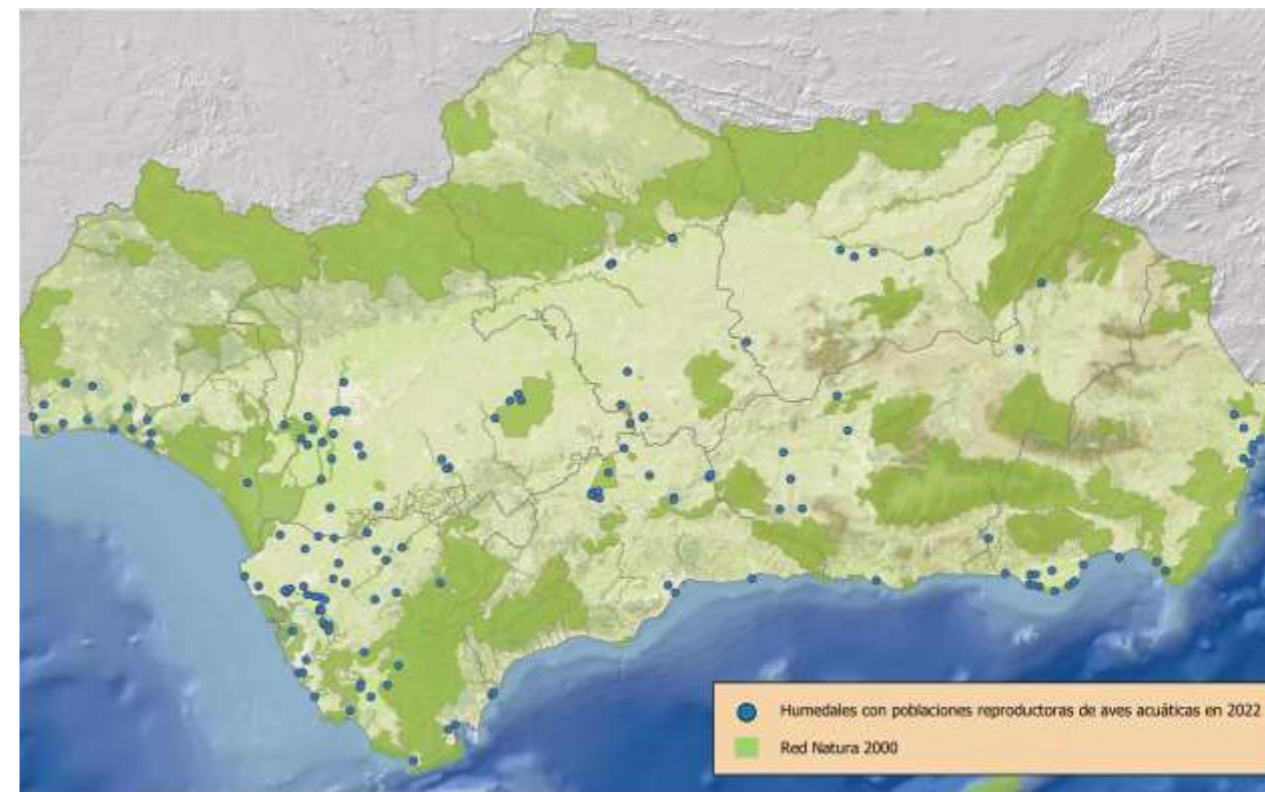 Humedales con poblaciones reproductoras de aves acuáticas en 2022
Red Natura 2000